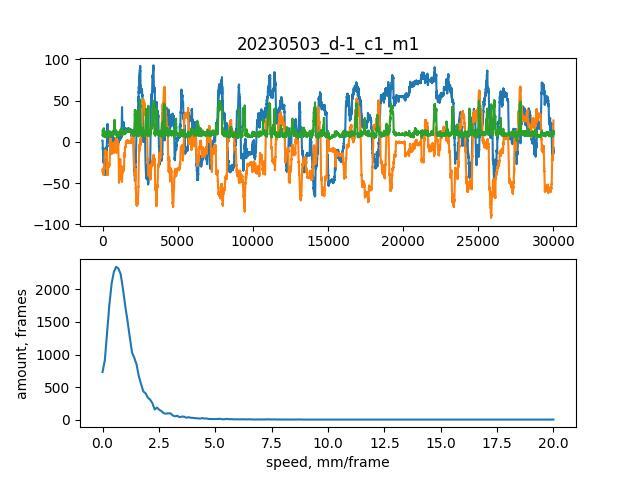 20230503_d-1_c1_m1
100
50
0
−50
−100
0 5000 10000 15000 20000 25000 30000
amount, frames
2000
1500
1000
500
0
0.0 2.5 5.0 7.5 10.0 12.5 15.0 17.5 20.0
speed, mm/frame